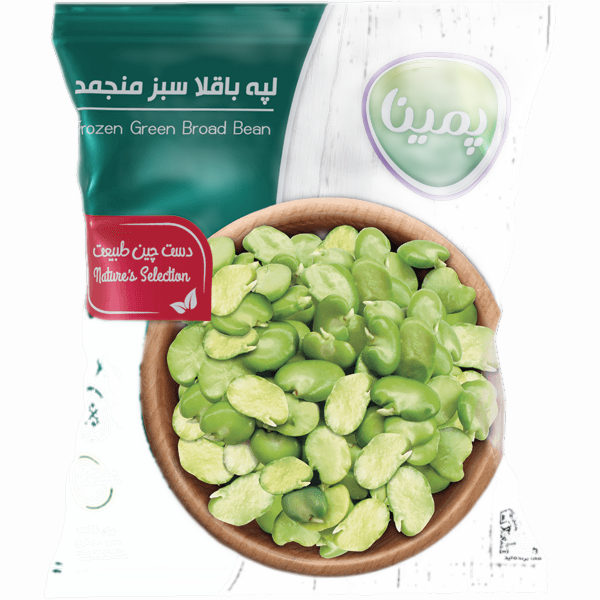 لپه باقلا سبز منجمد
Frozen Green Broad Bean
پمینا
دست چین طبیعت
Nature's Selection